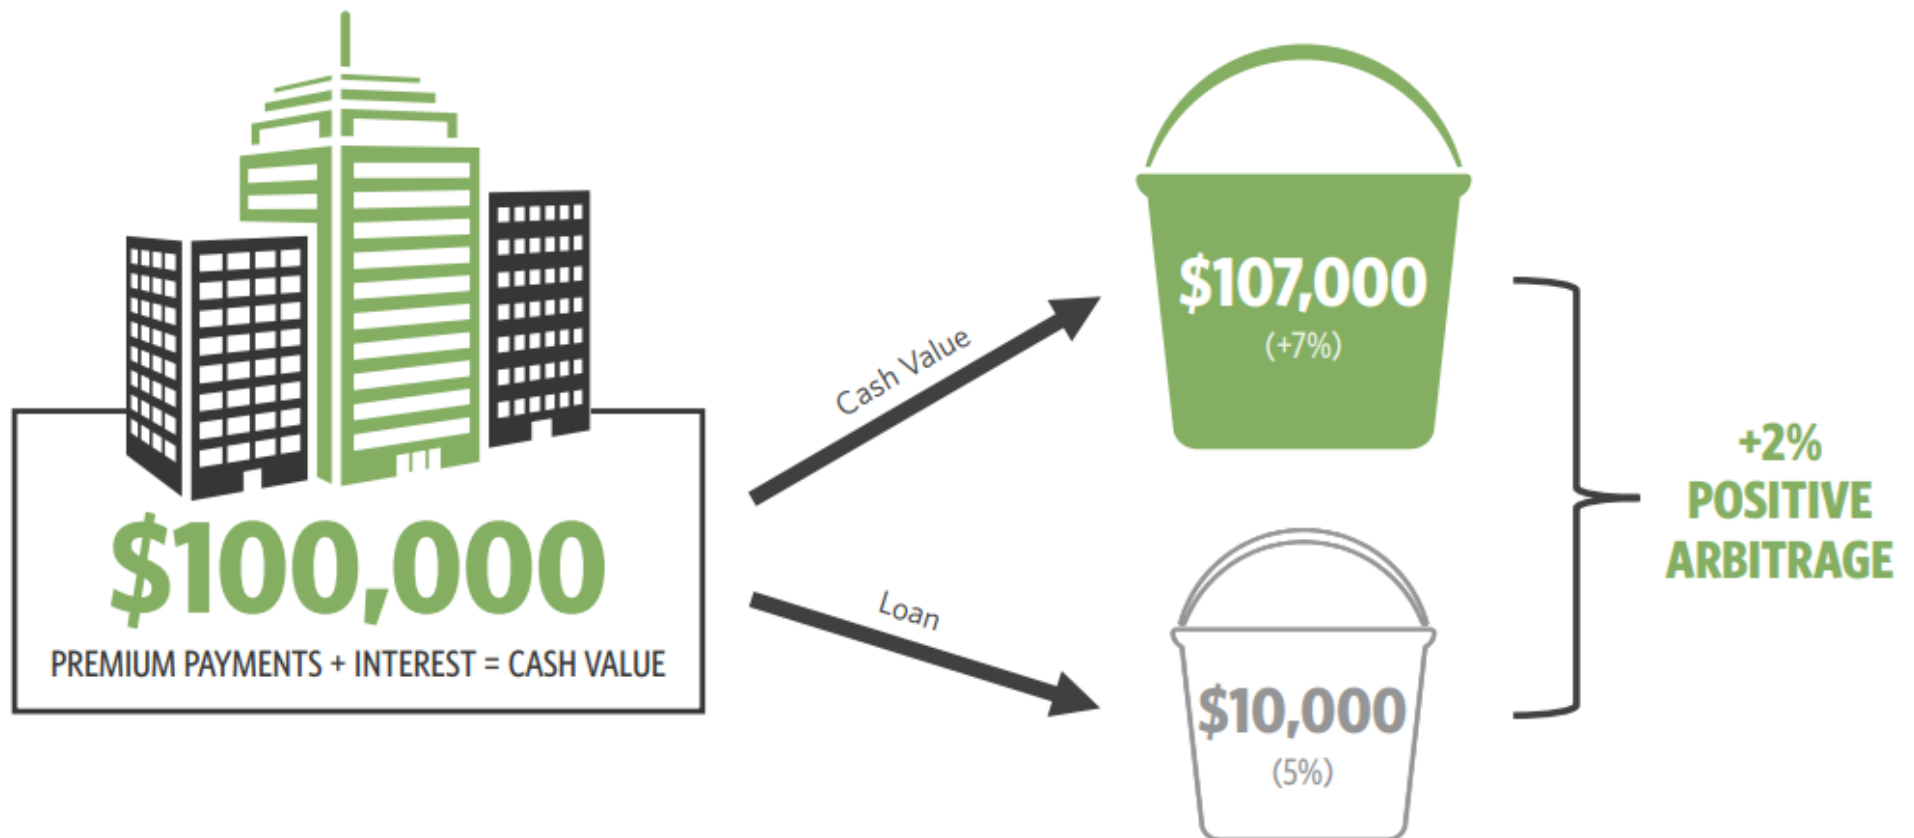 $100,000
PREMIUM PAYMENTS + INTEREST = CASH VALUE
Cash Value
Loan
$107,000
(+7%)
$10,000
(5%)
+2%
POSITIVE
ARBITRAGE